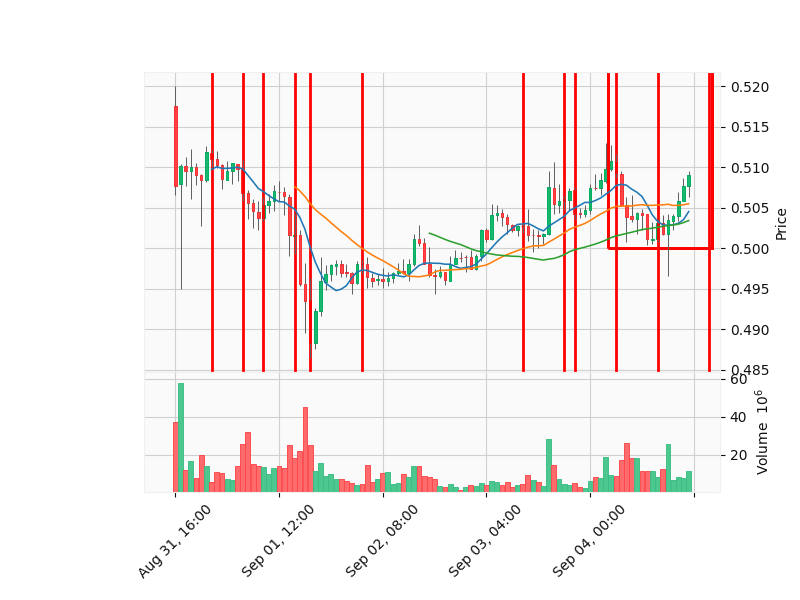 0.520
0.515
0.510
0.505
0.500
0.495
0.490
0.485
Price
60
40
20
Volume 10⁶
Aug 31, 16:00
Sep 01, 12:00
Sep 02, 08:00
Sep 03, 04:00
Sep 04, 00:00